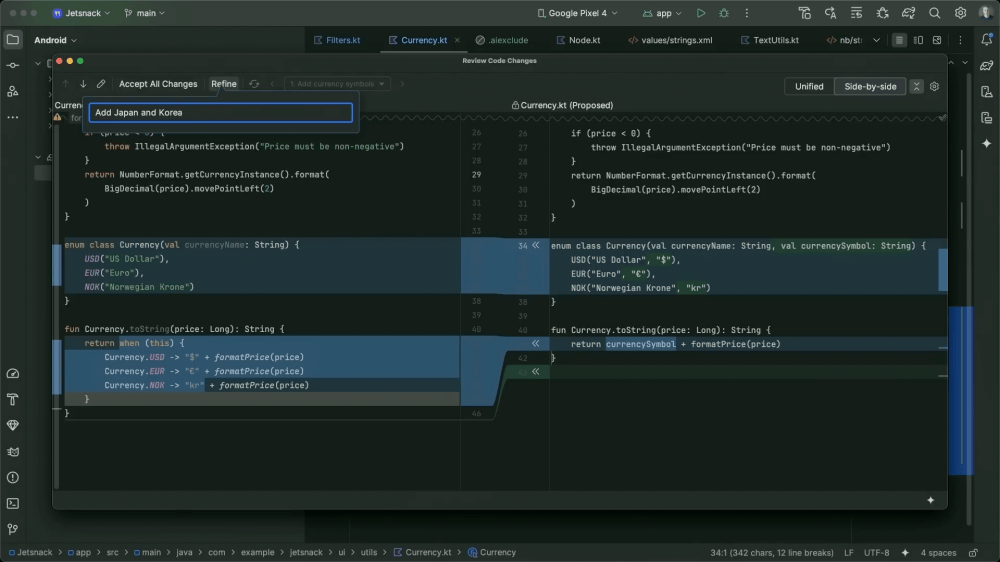 Jetsnack
main
Google Pixel 4
app
Android
Filters.kt
Currency.kt
.aiexclude
Node.kt
values/strings.xml
TextUtils.kt
nb/st
Review Code Changes
Accept All Changes
Refine
Add currency symbols
Unified
Side-by-side
Curren
Add Japan and Korea
Currency.kt (Proposed)
for
if (price < 0) {
throw IllegalArgumentException("Price must be non-negative")
}
return NumberFormat.getCurrencyInstance().format(
BigDecimal(price).movePointLeft(2)
)
}
enum class Currency(val currencyName: String) {
USD("US Dollar"),
EUR("Euro"),
NOK("Norwegian Krone")
}
fun Currency.toString(price: Long): String {
return when (this) {
Currency.USD -> "$" + formatPrice(price)
Currency.EUR -> "€" + formatPrice(price)
Currency.NOK -> "kr" + formatPrice(price)
}
}
26 26
27 27
28 28
29 29
30 30
31 31
32 32
33 33
34
38 38
39 39
40 40
42
43
46
if (price < 0) {
throw IllegalArgumentException("Price must be non-negative")
}
return NumberFormat.getCurrencyInstance().format(
BigDecimal(price).movePointLeft(2)
)
}
enum class Currency(val currencyName: String, val currencySymbol: String) {
USD("US Dollar", "$"),
EUR("Euro", "€"),
NOK("Norwegian Krone", "kr")
}
fun Currency.toString(price: Long): String {
return currencySymbol + formatPrice(price)
}
Jetsnack > app > src > main > java > com > example > jetsnack > ui > utils > Currency.kt > Currency
34:1 (342 chars, 12 line breaks)
LF
UTF-8
4 spaces